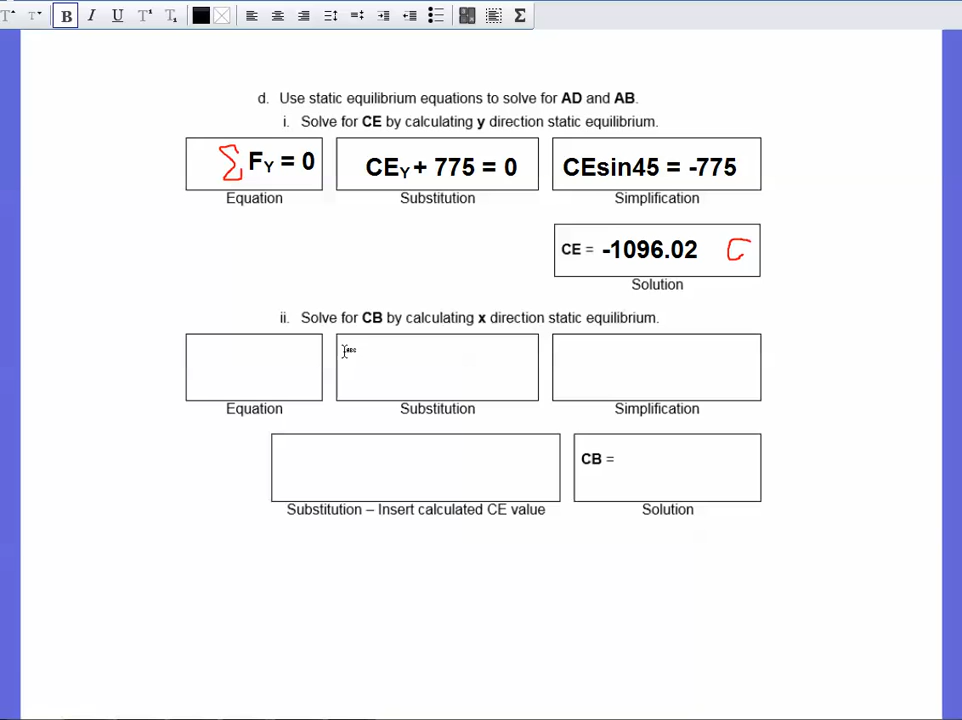 d. Use static equilibrium equations to solve for AD and AB.
i. Solve for CE by calculating y direction static equilibrium.
∑ FY = 0
CEY + 775 = 0
CEsin45 = -775
Equation
Substitution
Simplification
CE = -1096.02 C
Solution
ii. Solve for CB by calculating x direction static equilibrium.
Equation
Substitution
Simplification
CB =
Substitution – Insert calculated CE value
Solution